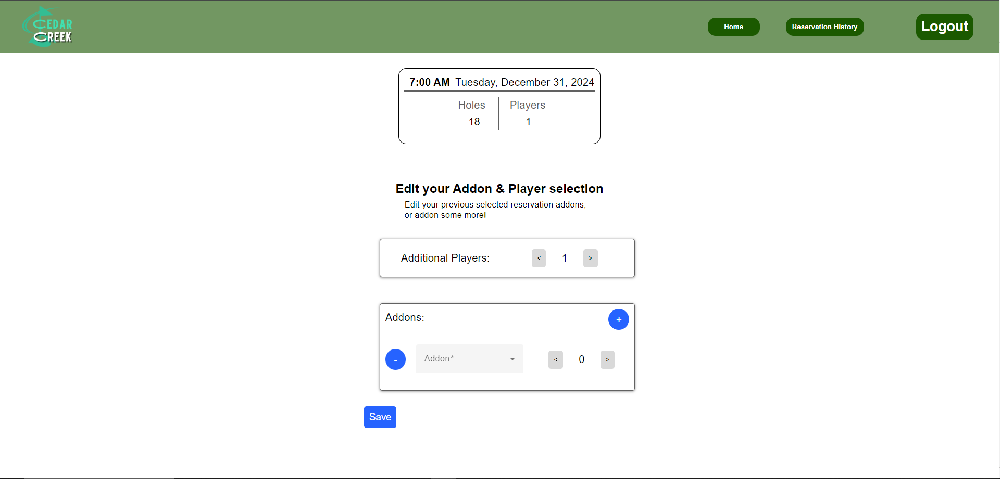 CEDAR
CREEK
Home
Reservation History
Logout
7:00 AM Tuesday, December 31, 2024
Holes Players
18 1
Edit your Addon & Player selection
Edit your previous selected reservation addons,
or addon some more!
Additional Players: < 1 >
Addons: +
- Addon* < 0 >
Save